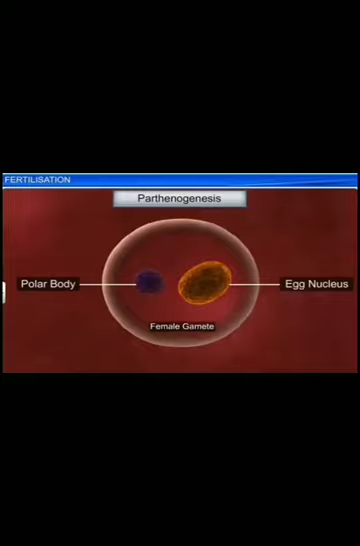 FERTILISATION
Parthenogenesis
Polar Body
Egg Nucleus
Female Gamete